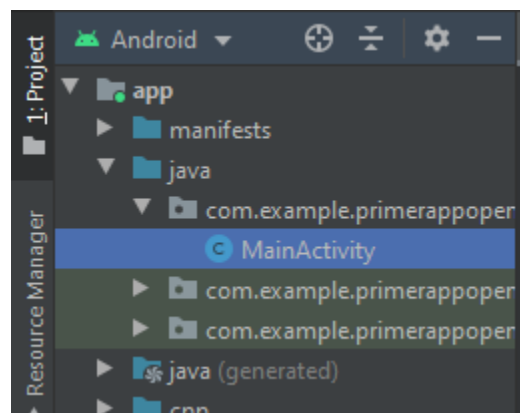 1: Project
Resource Manager
Android
app
manifests
java
com.example.primerappoper
MainActivity
com.example.primerappoper
com.example.primerappoper
java (generated)
cpp